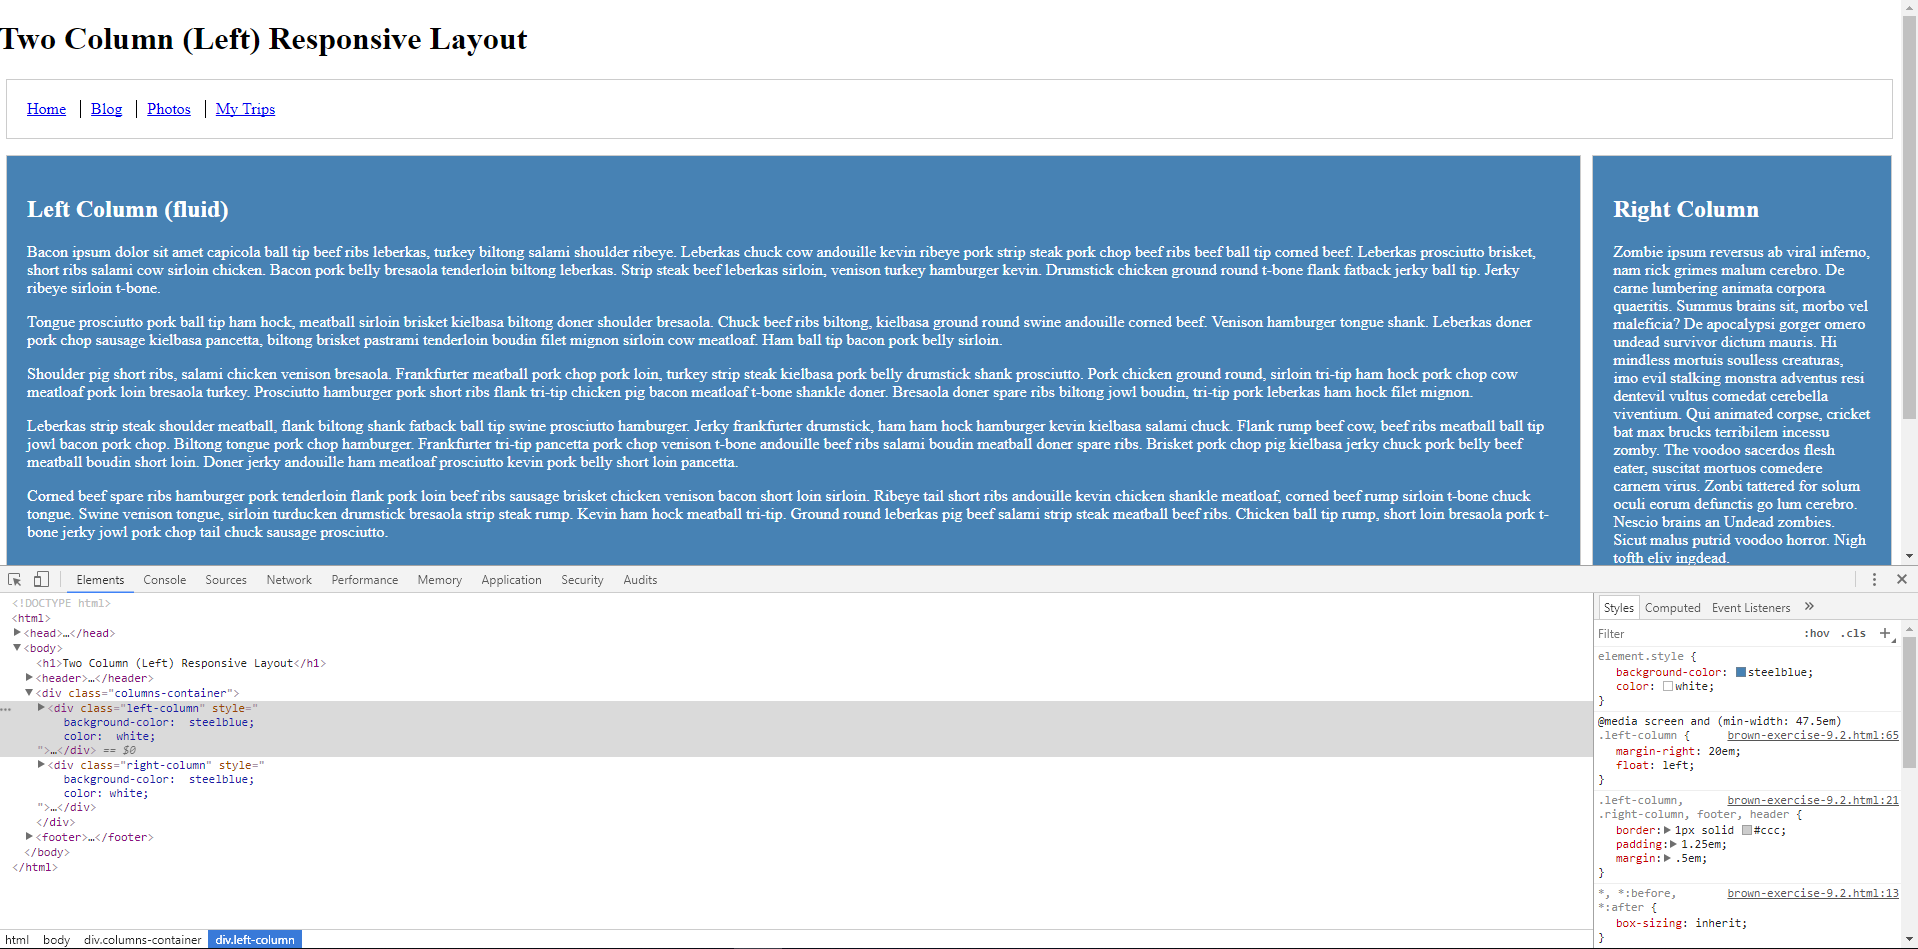 Two Column (Left) Responsive Layout
Home
Blog
Photos
My Trips
Left Column (fluid)
Bacon ipsum dolor sit amet capicola ball tip beef ribs leberkas, turkey biltong salami shoulder ribeye. Leberkas chuck cow andouille kevin ribeye pork strip steak pork chop beef ribs beef ball tip corned beef. Leberkas prosciutto brisket,
short ribs salami cow sirloin chicken. Bacon pork belly bresaola tenderloin biltong leberkas. Strip steak beef leberkas sirloin, venison turkey hamburger kevin. Drumstick chicken ground round t-bone flank fatback jerky ball tip. Jerky
ribeye sirloin t-bone.
Tongue prosciutto pork ball tip ham hock, meatball sirloin brisket kielbasa biltong doner shoulder bresaola. Chuck beef ribs biltong, kielbasa ground round swine andouille corned beef. Venison hamburger tongue shank. Leberkas doner
pork chop sausage kielbasa pancetta, biltong brisket pastrami tenderloin boudin filet mignon sirloin cow meatloaf. Ham ball tip bacon pork belly sirloin.
Shoulder pig short ribs, salami chicken venison bresaola. Frankfurter meatball pork chop pork loin, turkey strip steak kielbasa pork belly drumstick shank prosciutto. Pork chicken ground round, sirloin tri-tip ham hock pork chop cow
meatloaf pork loin bresaola turkey. Prosciutto hamburger pork short ribs flank tri-tip chicken pig bacon meatloaf t-bone shankle doner. Bresaola doner spare ribs biltong jowl boudin, tri-tip pork leberkas ham hock filet mignon.
Leberkas strip steak shoulder meatball, flank biltong shank fatback ball tip swine prosciutto hamburger. Jerky frankfurter drumstick, ham ham hock hamburger kevin kielbasa salami chuck. Flank rump beef cow, beef ribs meatball ball tip
jowl bacon pork chop. Biltong tongue pork chop hamburger. Frankfurter tri-tip pancetta pork chop venison t-bone andouille beef ribs salami boudin meatball doner spare ribs. Brisket pork chop pig kielbasa jerky chuck pork belly beef
meatball boudin short loin. Doner jerky andouille ham meatloaf prosciutto kevin pork belly short loin pancetta.
Corned beef spare ribs hamburger pork tenderloin flank pork loin beef ribs sausage brisket chicken venison bacon short loin sirloin. Ribeye tail short ribs andouille kevin chicken shankle meatloaf, corned beef rump sirloin t-bone chuck
tongue. Swine venison tongue, sirloin turducken drumstick bresaola strip steak rump. Kevin ham hock meatball tri-tip. Ground round leberkas pig beef salami strip steak meatball beef ribs. Chicken ball tip rump, short loin bresaola pork t-
bone jerky jowl pork chop tail chuck sausage prosciutto.
Right Column
Zombie ipsum reversus ab viral inferno,
nam rick grimes malum cerebro. De
carne lumbering animata corpora
quaeritis. Summus brains sit, morbo vel
maleficia? De apocalypsi gorger omero
undead survivor dictum mauris. Hi
mindless mortuis soulless creaturas,
imo evil stalking monstra adventus resi
dentevil vultus comedat cerebella
viventium. Qui animated corpse, cricket
bat max brucks terribilem incessu
zomby. The voodoo sacerdos flesh
eater, suscitat mortuos comedere
carnem virus. Zonbi tattered for solum
oculi eorum defunctis go lum cerebro.
Nescio brains an Undead zombies.
Sicut malus putrid voodoo horror. Nigh
tofth eliv ingdead.
Elements Console Sources Network Performance Memory Application Security Audits
<!DOCTYPE html>
<html>
<head>…</head>
<body>
<h1>Two Column (Left) Responsive Layout</h1>
<header>…</header>
<div class="columns-container">
<div class="left-column" style="
background-color:  steelblue;
color:  white;
">…</div> == $0
<div class="right-column" style="
background-color:  steelblue;
color: white;
">…</div>
</div>
<footer>…</footer>
</body>
</html>
html body div.columns-container div.left-column
Styles Computed Event Listeners »
Filter :hov .cls +
element.style {
background-color: steelblue;
color: white;
}
@media screen and (min-width: 47.5em)
.left-column { brown-exercise-9.2.html:65
margin-right: 20em;
float: left;
}
.left-column, brown-exercise-9.2.html:21
.right-column, footer, header {
border: 1px solid #ccc;
padding: 1.25em;
margin: .5em;
}
*, *:before, brown-exercise-9.2.html:13
*:after {
box-sizing: inherit;
}